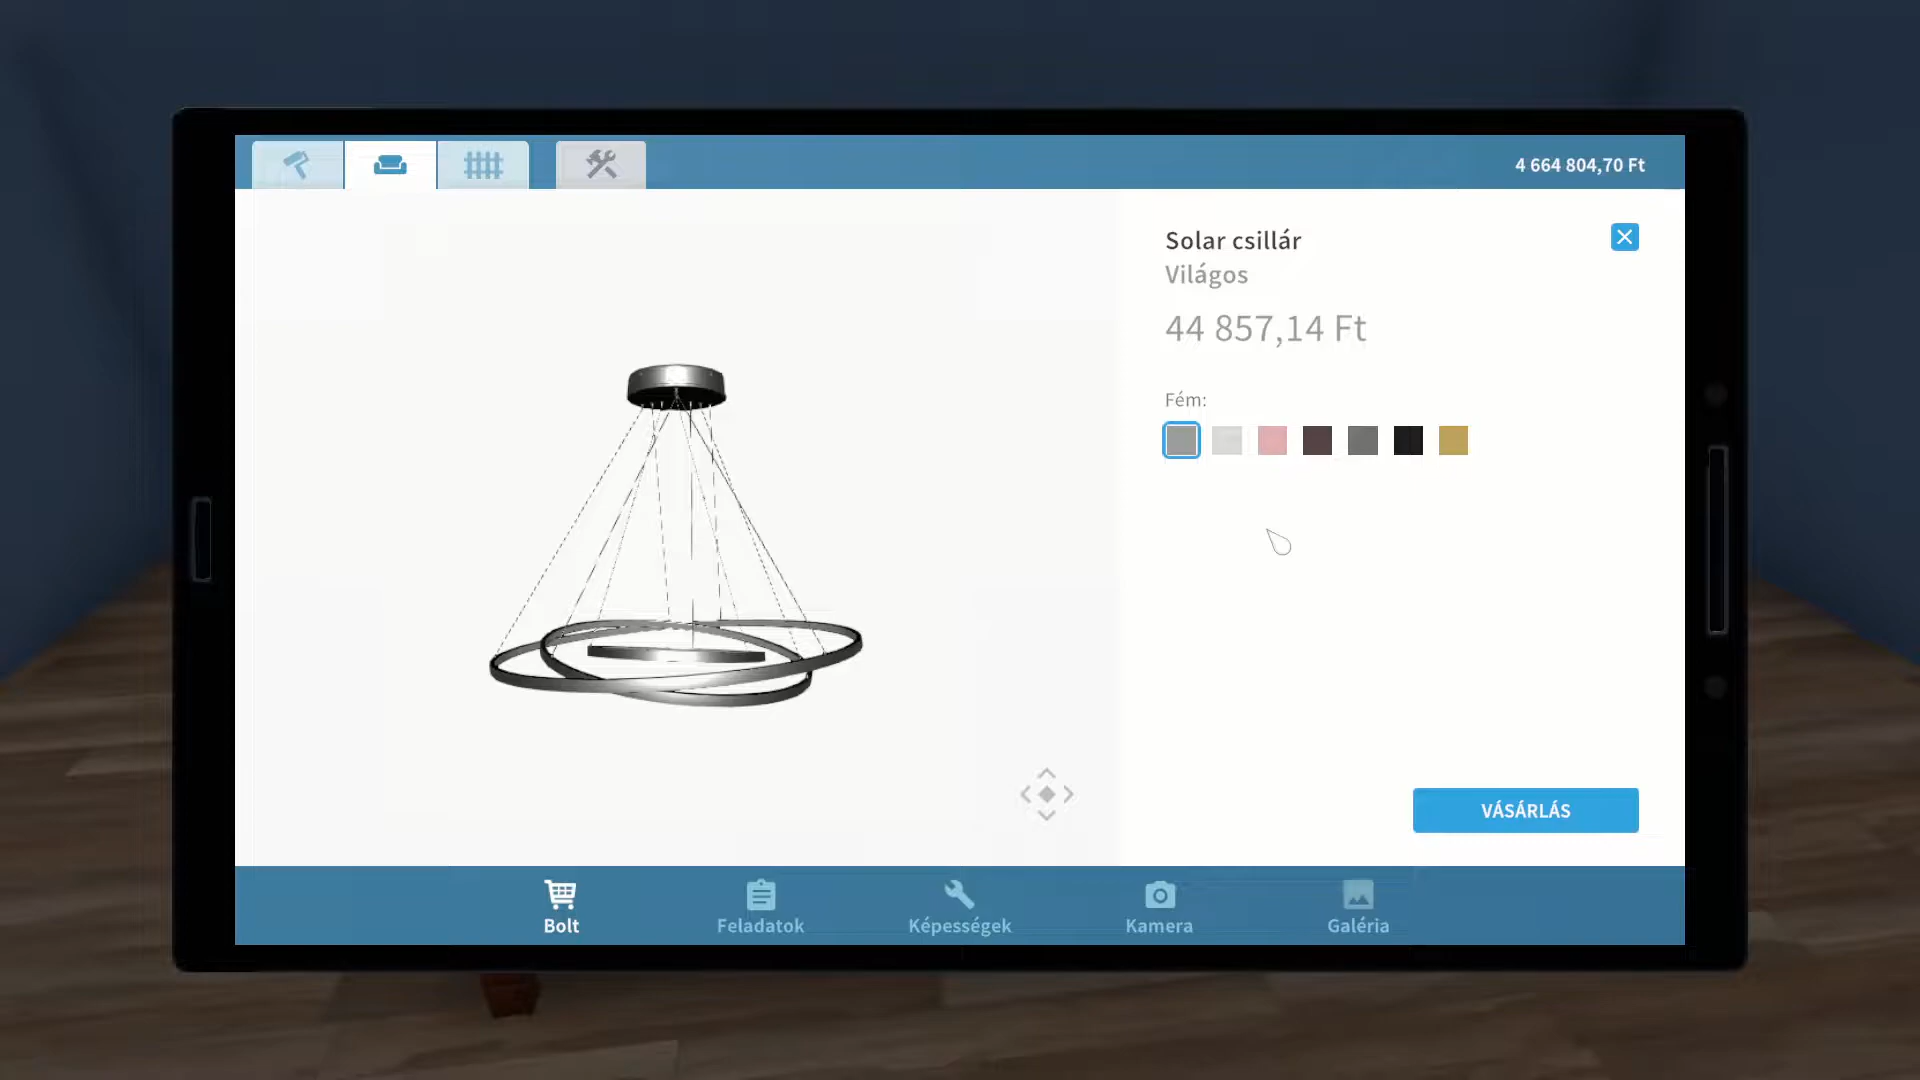 4 664 804,70 Ft
Solar csillár
Világos
44 857,14 Ft
Fém:
VÁSÁRLÁS
Bolt
Feladatok
Képességek
Kamera
Galéria